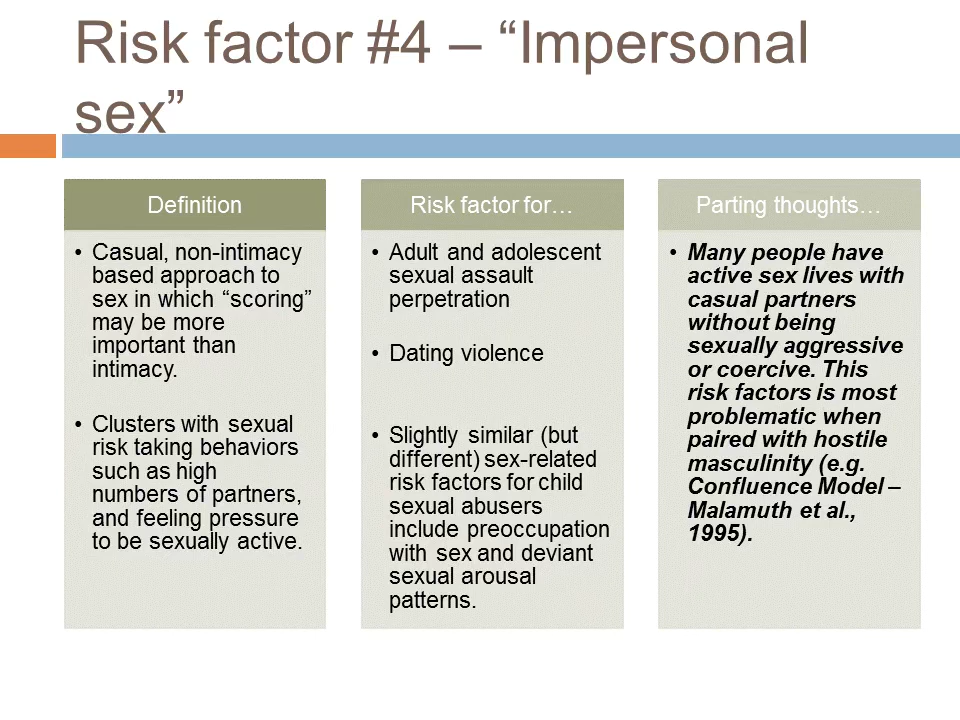 Risk factor #4 – “Impersonal
sex”
Definition
• Casual, non-intimacy
based approach to
sex in which “scoring”
may be more
important than
intimacy.
• Clusters with sexual
risk taking behaviors
such as high
numbers of partners,
and feeling pressure
to be sexually active.
Risk factor for…
• Adult and adolescent
sexual assault
perpetration
• Dating violence
• Slightly similar (but
different) sex-related
risk factors for child
sexual abusers
include preoccupation
with sex and deviant
sexual arousal
patterns.
Parting thoughts…
• Many people have
active sex lives with
casual partners
without being
sexually aggressive
or coercive. This
risk factors is most
problematic when
paired with hostile
masculinity (e.g.
Confluence Model –
Malamuth et al.,
1995).